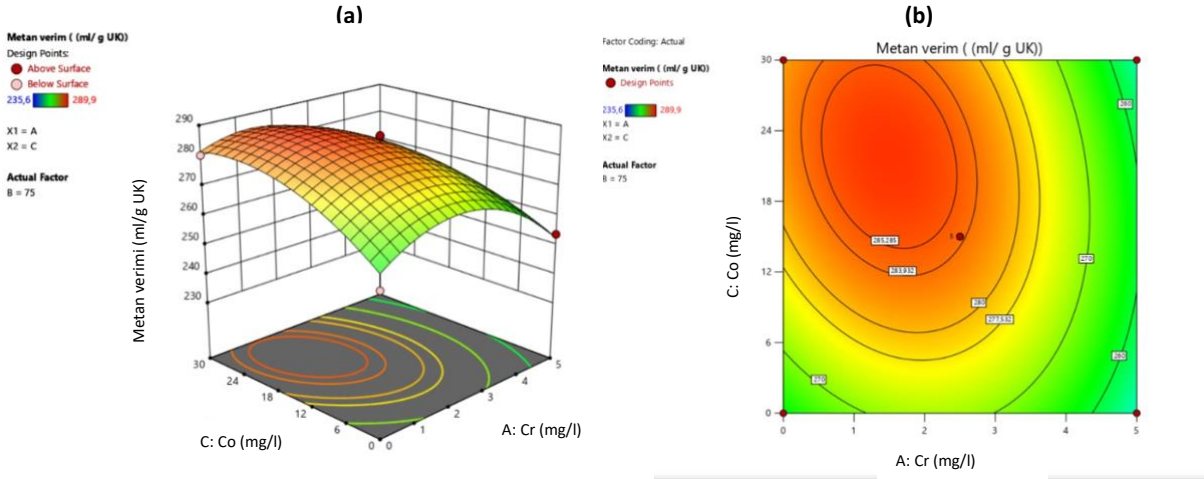 (a)
Metan verim ( (ml/ g UK))
Design Points:
Above Surface
Below Surface
235,6 289,9
X1 = A
X2 = C
Actual Factor
B = 75
Metan verimi (ml/g UK)
290
280
270
260
250
240
230
30
24
18
12
6
0
0
1
2
3
4
5
C: Co (mg/l)
A: Cr (mg/l)
(b)
Factor Coding: Actual
Metan verim ( (ml/ g UK))
Design Points
235,6 289,9
X1 = A
X2 = C
Actual Factor
B = 75
Metan verim ( (ml/ g UK))
C: Co (mg/l)
30
24
18
12
6
0
0 1 2 3 4 5
A: Cr (mg/l)
260
285,285
283,932
270
280
277,632
270
260